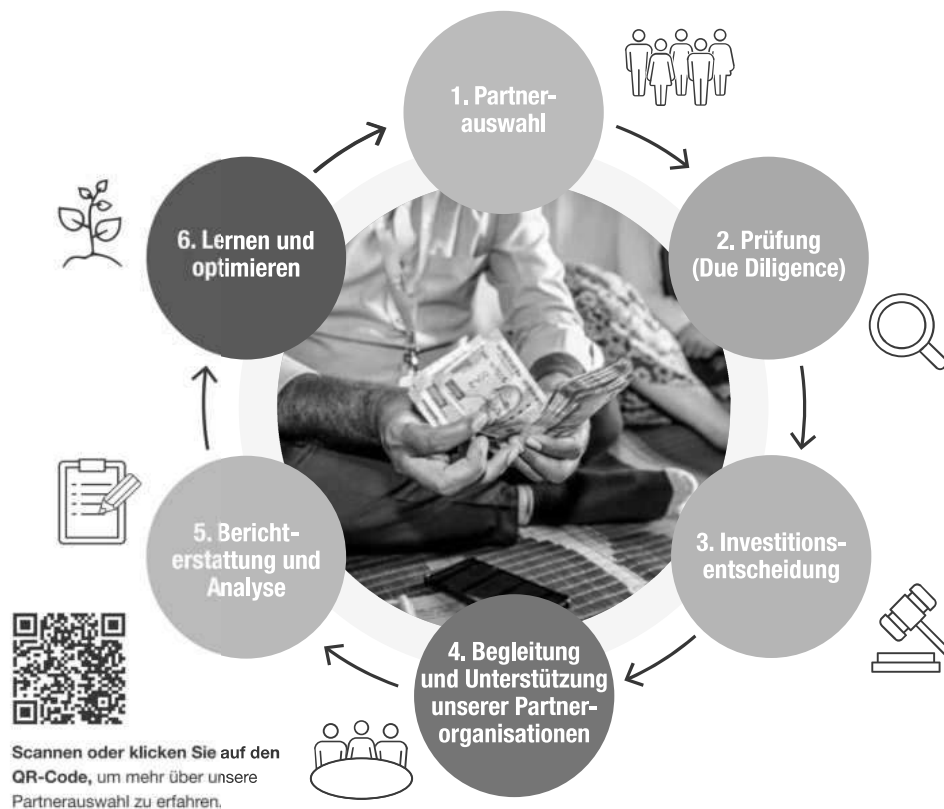 1. Partner-
auswahl
2. Prüfung
(Due Diligence)
3. Investitions-
entscheidung
4. Begleitung
und Unterstützung
unserer Partner-
organisationen
5. Bericht-
erstattung und
Analyse
6. Lernen und
optimieren
Scannen oder klicken Sie auf den
QR-Code, um mehr über unsere
Partnerauswahl zu erfahren.